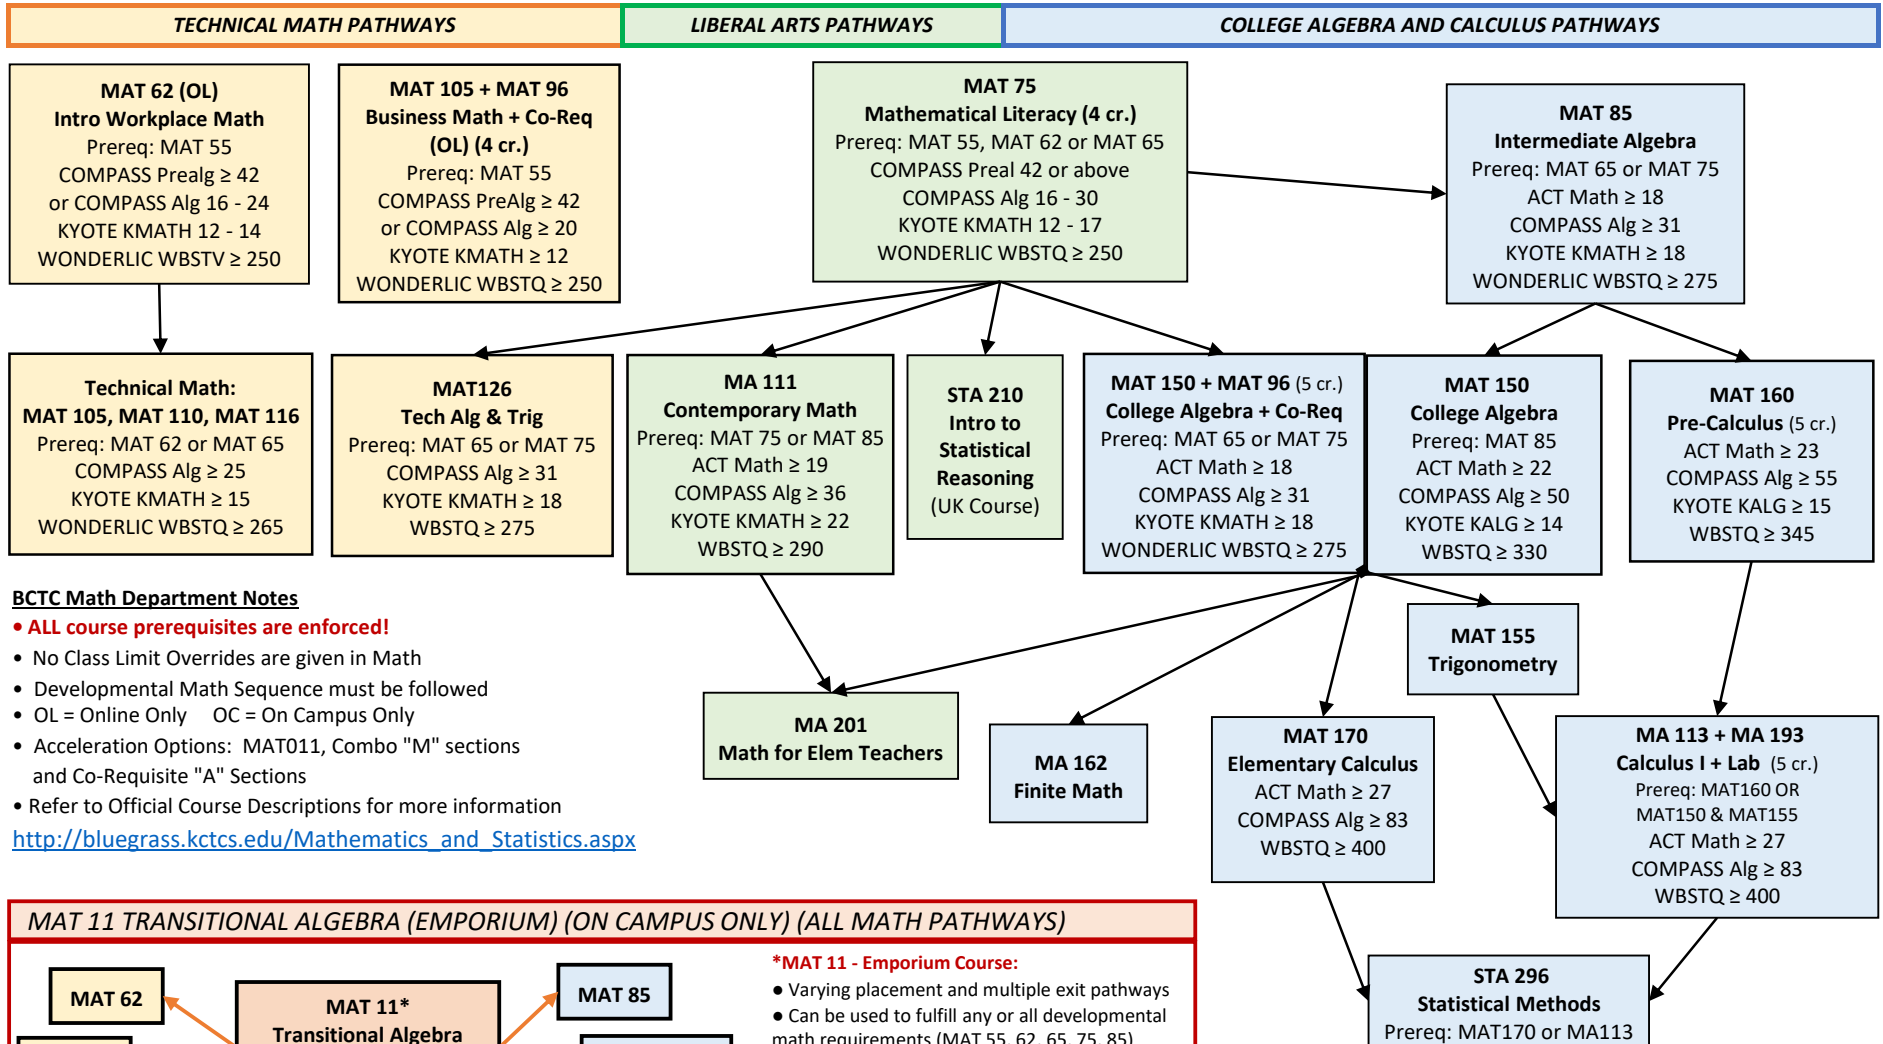 TECHNICAL MATH PATHWAYS
LIBERAL ARTS PATHWAYS
COLLEGE ALGEBRA AND CALCULUS PATHWAYS
MAT 62 (OL)
Intro Workplace Math
Prereq: MAT 55
COMPASS Prealg ≥ 42
or COMPASS Alg 16 - 24
KYOTE KMATH 12 - 14
WONDERLIC WBSTV ≥ 250
MAT 105 + MAT 96
Business Math + Co-Req
(OL) (4 cr.)
Prereq: MAT 55
COMPASS PreAlg ≥ 42
or COMPASS Alg ≥ 20
KYOTE KMATH ≥ 12
WONDERLIC WBSTQ ≥ 250
MAT 75
Mathematical Literacy (4 cr.)
Prereq: MAT 55, MAT 62 or MAT 65
COMPASS Preal 42 or above
COMPASS Alg 16 - 30
KYOTE KMATH 12 - 17
WONDERLIC WBSTQ ≥ 250
MAT 85
Intermediate Algebra
Prereq: MAT 65 or MAT 75
ACT Math ≥ 18
COMPASS Alg ≥ 31
KYOTE KMATH ≥ 18
WONDERLIC WBSTQ ≥ 275
Technical Math:
MAT 105, MAT 110, MAT 116
Prereq: MAT 62 or MAT 65
COMPASS Alg ≥ 25
KYOTE KMATH ≥ 15
WONDERLIC WBSTQ ≥ 265
MAT126
Tech Alg & Trig
Prereq: MAT 65 or MAT 75
COMPASS Alg ≥ 31
KYOTE KMATH ≥ 18
WBSTQ ≥ 275
MA 111
Contemporary Math
Prereq: MAT 75 or MAT 85
ACT Math ≥ 19
COMPASS Alg ≥ 36
KYOTE KMATH ≥ 22
WBSTQ ≥ 290
STA 210
Intro to
Statistical
Reasoning
(UK Course)
MAT 150 + MAT 96 (5 cr.)
College Algebra + Co-Req
Prereq: MAT 65 or MAT 75
ACT Math ≥ 18
COMPASS Alg ≥ 31
KYOTE KMATH ≥ 18
WONDERLIC WBSTQ ≥ 275
MAT 150
College Algebra
Prereq: MAT 85
ACT Math ≥ 22
COMPASS Alg ≥ 50
KYOTE KALG ≥ 14
WBSTQ ≥ 330
MAT 160
Pre-Calculus (5 cr.)
ACT Math ≥ 23
COMPASS Alg ≥ 55
KYOTE KALG ≥ 15
WBSTQ ≥ 345
BCTC Math Department Notes
• ALL course prerequisites are enforced!
• No Class Limit Overrides are given in Math
• Developmental Math Sequence must be followed
• OL = Online Only OC = On Campus Only
• Acceleration Options: MAT011, Combo "M" sections
and Co-Requisite "A" Sections
• Refer to Official Course Descriptions for more information
http://bluegrass.kctcs.edu/Mathematics_and_Statistics.aspx
MA 201
Math for Elem Teachers
MA 162
Finite Math
MAT 170
Elementary Calculus
ACT Math ≥ 27
COMPASS Alg ≥ 83
WBSTQ ≥ 400
MAT 155
Trigonometry
MA 113 + MA 193
Calculus I + Lab (5 cr.)
Prereq: MAT160 OR
MAT150 & MAT155
ACT Math ≥ 27
COMPASS Alg ≥ 83
WBSTQ ≥ 400
STA 296
Statistical Methods
Prereq: MAT170 or MA113
MAT 11 TRANSITIONAL ALGEBRA (EMPORIUM) (ON CAMPUS ONLY) (ALL MATH PATHWAYS)
MAT 62
MAT 11*
Transitional Algebra
MAT 85
*MAT 11 - Emporium Course:
● Varying placement and multiple exit pathways
● Can be used to fulfill any or all developmental
math requirements (MAT 55, 62, 65, 75, 85)